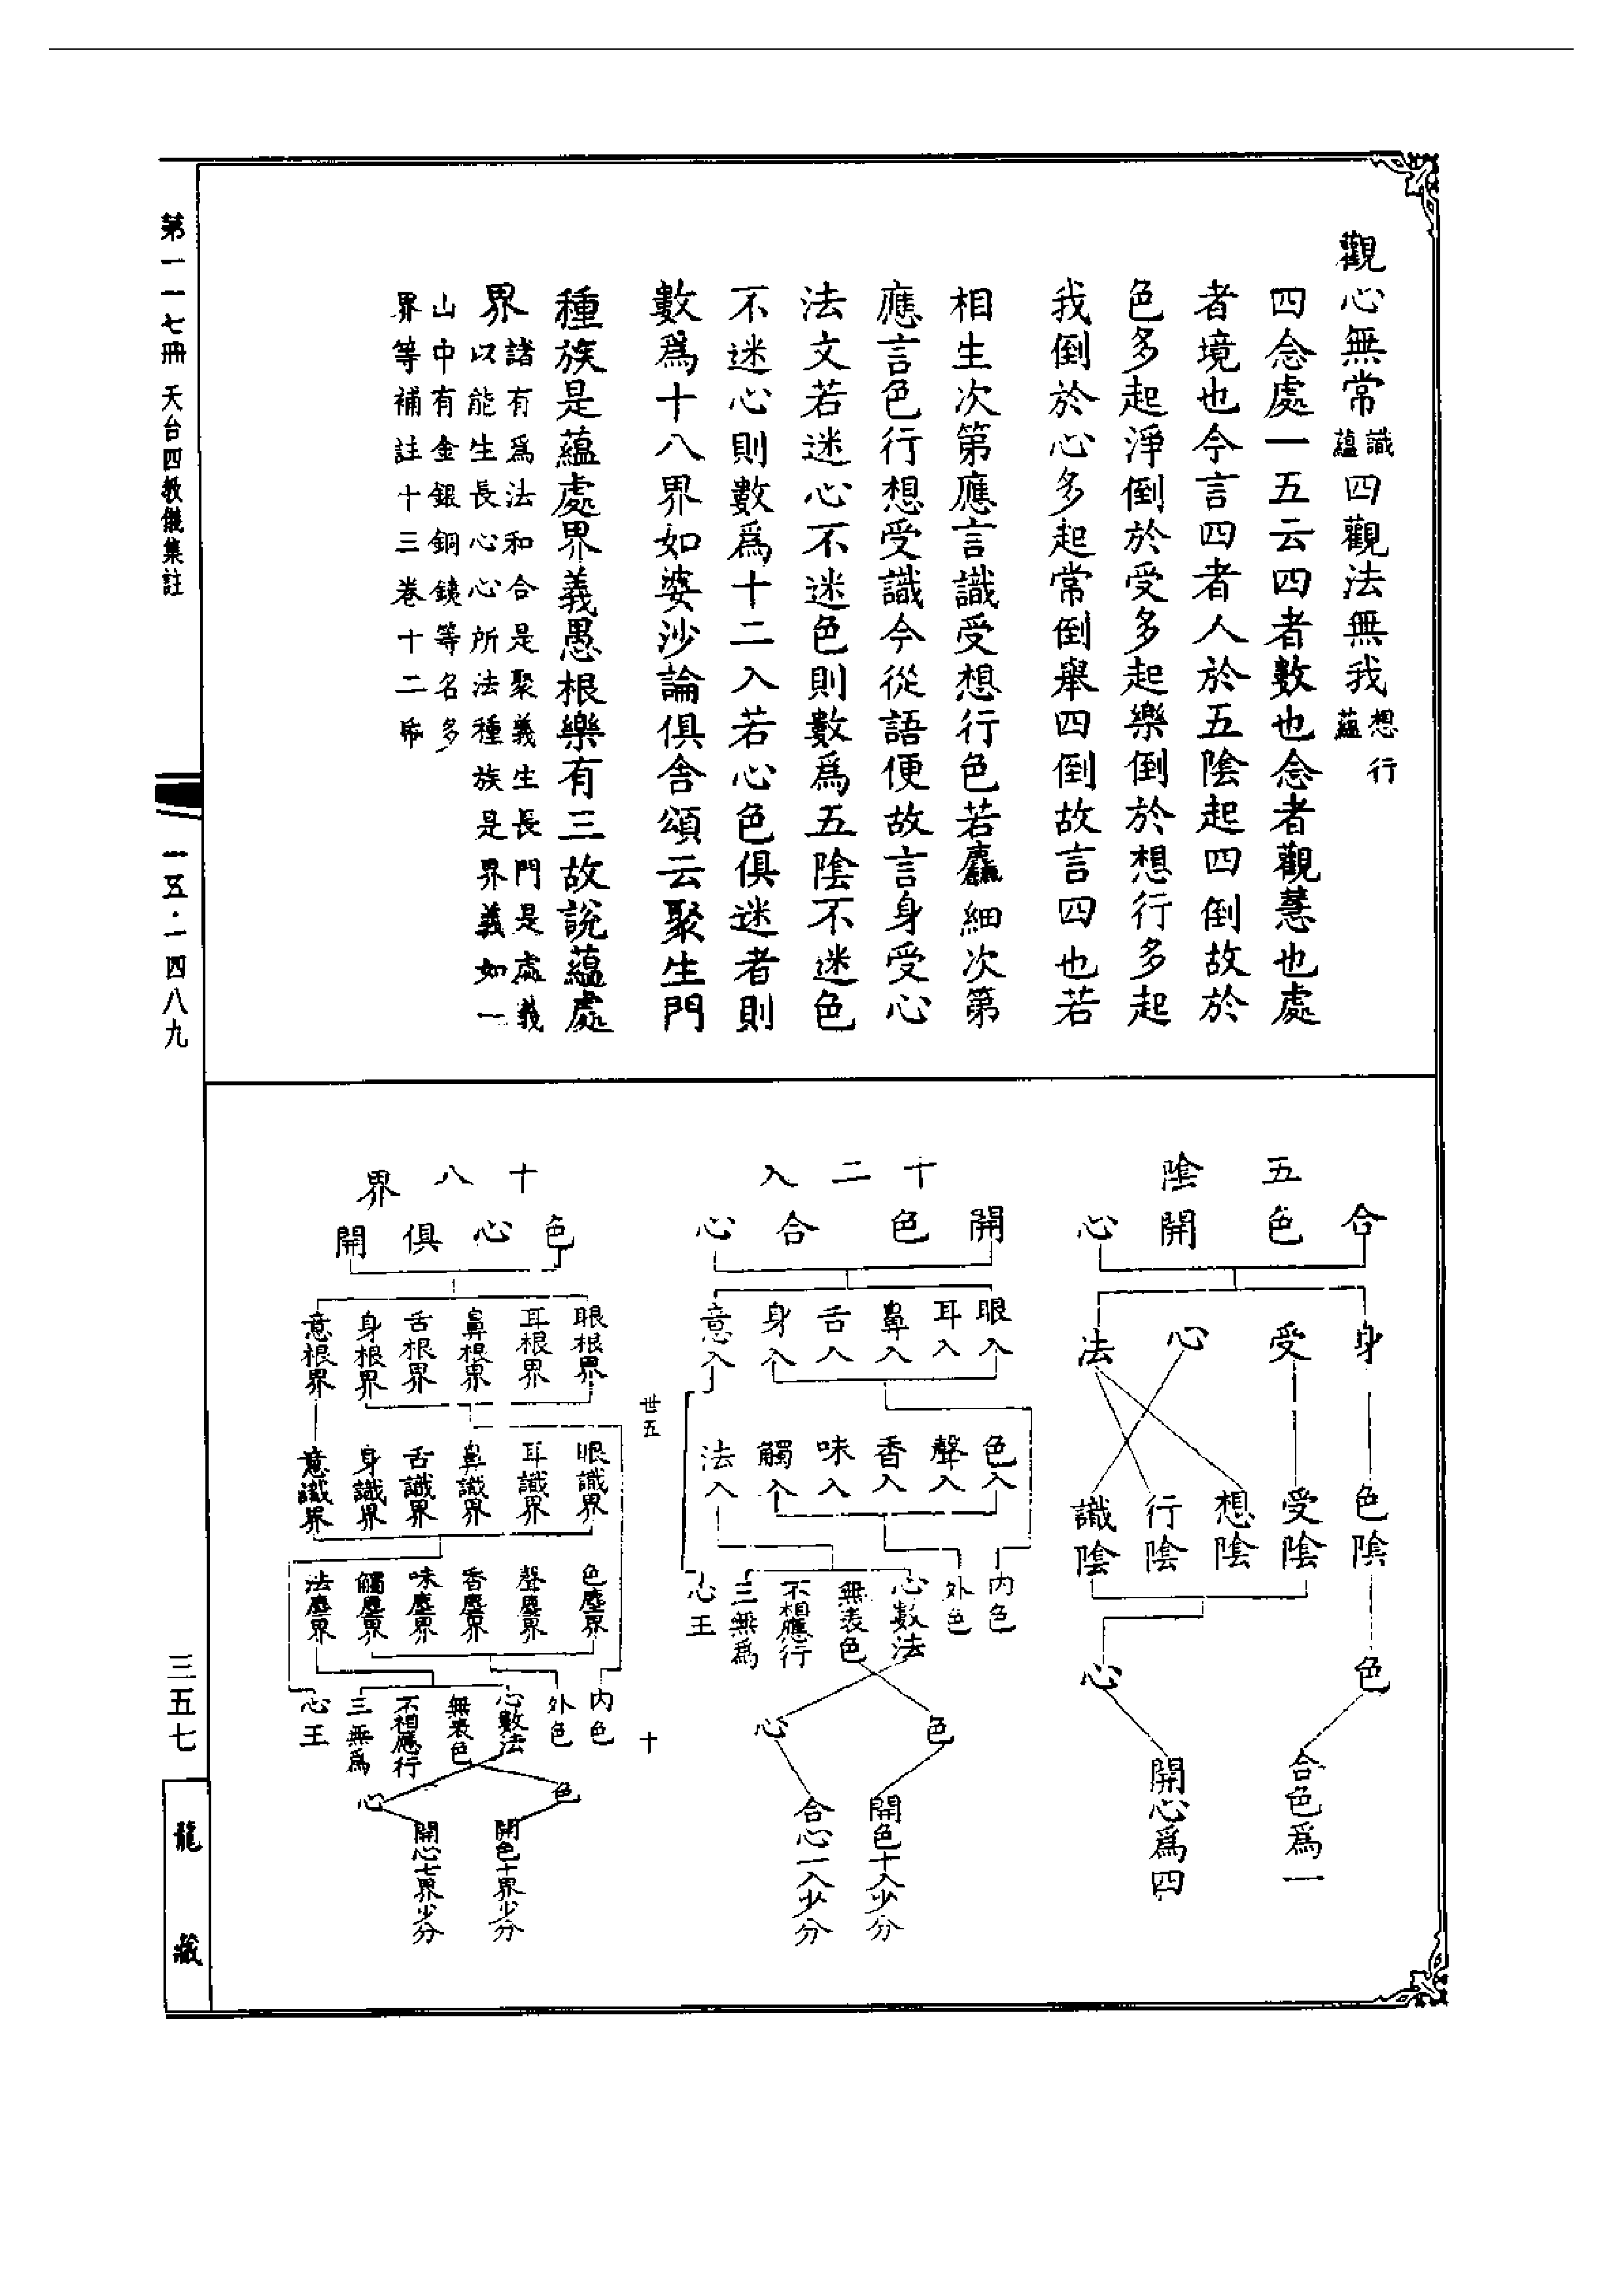 觀心無常識蘊四觀法無我想行蘊
四念處一五云四者數也念者觀慧也處
者境也今言四者人於五陰起四倒故於
色多起淨倒於受多起樂倒於想行多起
我倒於心多起常倒舉四倒故言四也若
相生次第應言識受想行色若麤細次第
應言色行想受識今從語便故言身受心
法文若迷心不迷色則數爲五陰不迷色
不迷心則數爲十二入若心色俱迷者則
數爲十八界如婆沙論俱舍頌云聚生門
種族是蘊處界義愚根樂有三故說蘊處
界諸有爲法和合是聚義生長門是處義
以能生長心心所法種族是界義如一
山中有金銀銅鐵等名多
界等補註十三卷十二紙
五陰
合色開心
身 受 心 法
色陰 受陰 想陰 行陰 識陰
色 心
合色爲一 開心爲四
十二入
開色合心
眼入 耳入 鼻入 舌入 身入 意入
色入 聲入 香入 味入 觸入 法入
内色 外色 心數法 無表色 不相應行 三無爲 心王
色 心
開色十入少分 合心一入少分
世五
十
十八界
色心俱開
眼根界 耳根界 鼻根界 舌根界 身根界 意根界
眼識界 耳識界 鼻識界 舌識界 身識界 意識界
色塵界 聲塵界 香塵界 味塵界 觸塵界 法塵界
内色 外色 心數法 無表色 不相應行 三無爲 心王
色 心
開色十界少分 開心七界少分
第一一七冊 天台四教儀集註
一五·一四八九
三五七
龍藏